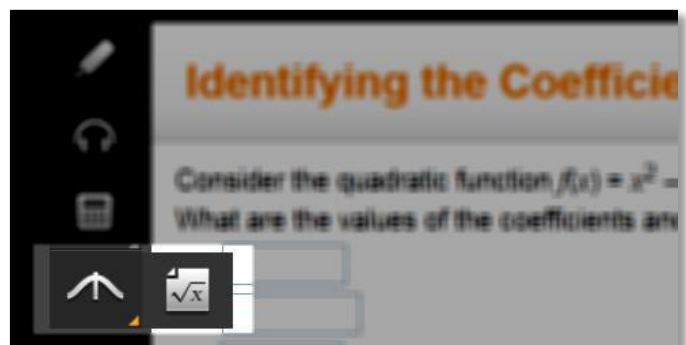 Identifying the Coefficie
Consider the quadratic function f(x) = x² –
What are the values of the coefficients an
√x